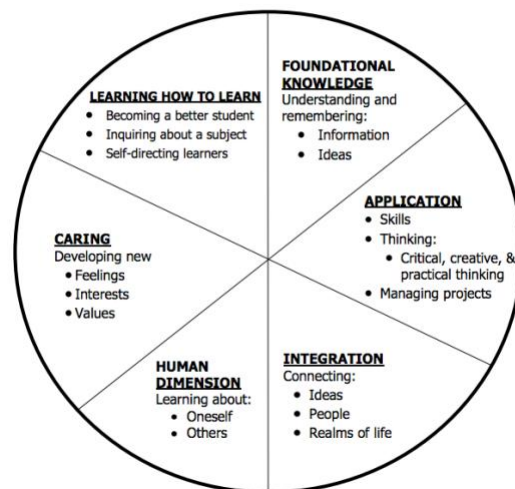 FOUNDATIONAL
KNOWLEDGE
Understanding and
remembering:
• Information
• Ideas
APPLICATION
• Skills
• Thinking:
• Critical, creative, &
practical thinking
• Managing projects
INTEGRATION
Connecting:
• Ideas
• People
• Realms of life
HUMAN
DIMENSION
Learning about:
• Oneself
• Others
CARING
Developing new
• Feelings
• Interests
• Values
LEARNING HOW TO LEARN
• Becoming a better student
• Inquiring about a subject
• Self-directing learners